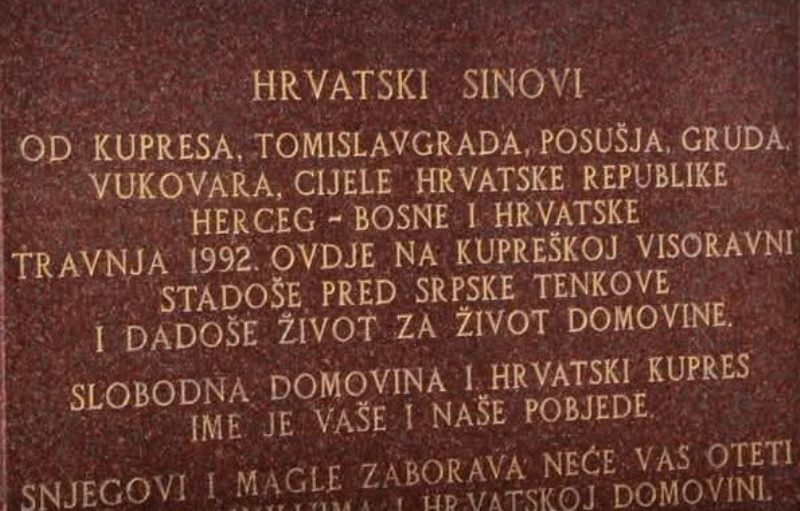 HRVATSKI SINOVI
OD KUPRESA, TOMISLAVGRADA, POSUŠJA, GRUDA,
VUKOVARA, CIJELE HRVATSKE REPUBLIKE
HERCEG - BOSNE I HRVATSKE
TRAVNJA 1992. OVDJE NA KUPREŠKOJ VISORAVNI
STADOŠE PRED SRPSKE TENKOVE
I DADOŠE ŽIVOT ZA ŽIVOT DOMOVINE.
SLOBODNA DOMOVINA I HRVATSKI KUPRES
IME JE VAŠE I NAŠE POBJEDE.
SNJEGOVI I MAGLE ZABORAVA NEĆE VAS OTETI
I HRVATSKOJ DOMOVINI.